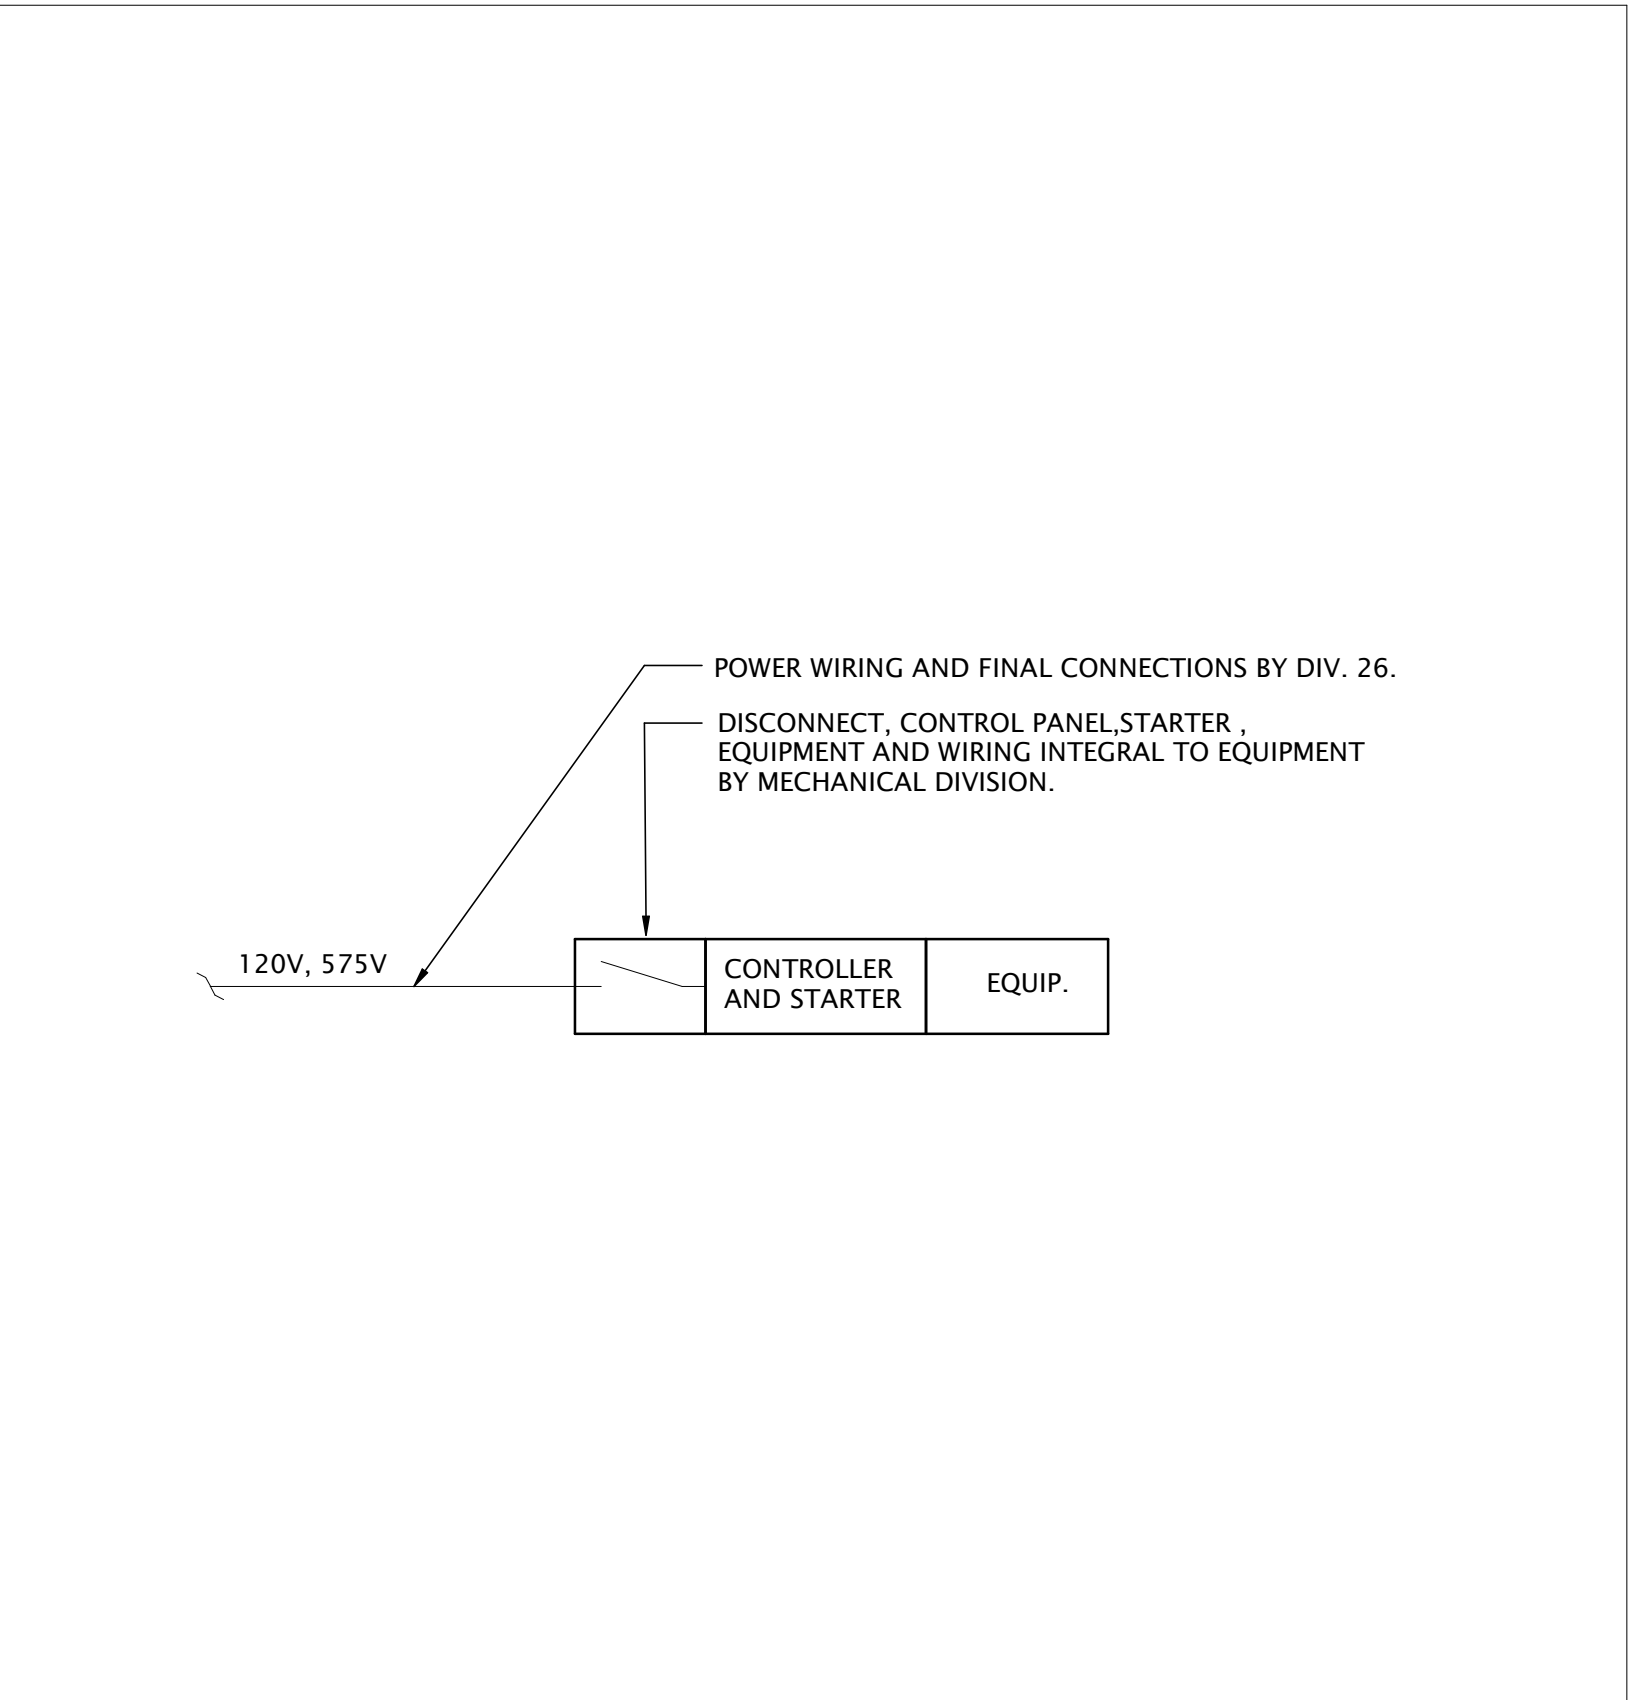 POWER WIRING AND FINAL CONNECTIONS BY DIV. 26.
DISCONNECT, CONTROL PANEL,STARTER ,
EQUIPMENT AND WIRING INTEGRAL TO EQUIPMENT
BY MECHANICAL DIVISION.
120V, 575V
CONTROLLER
AND STARTER
EQUIP.